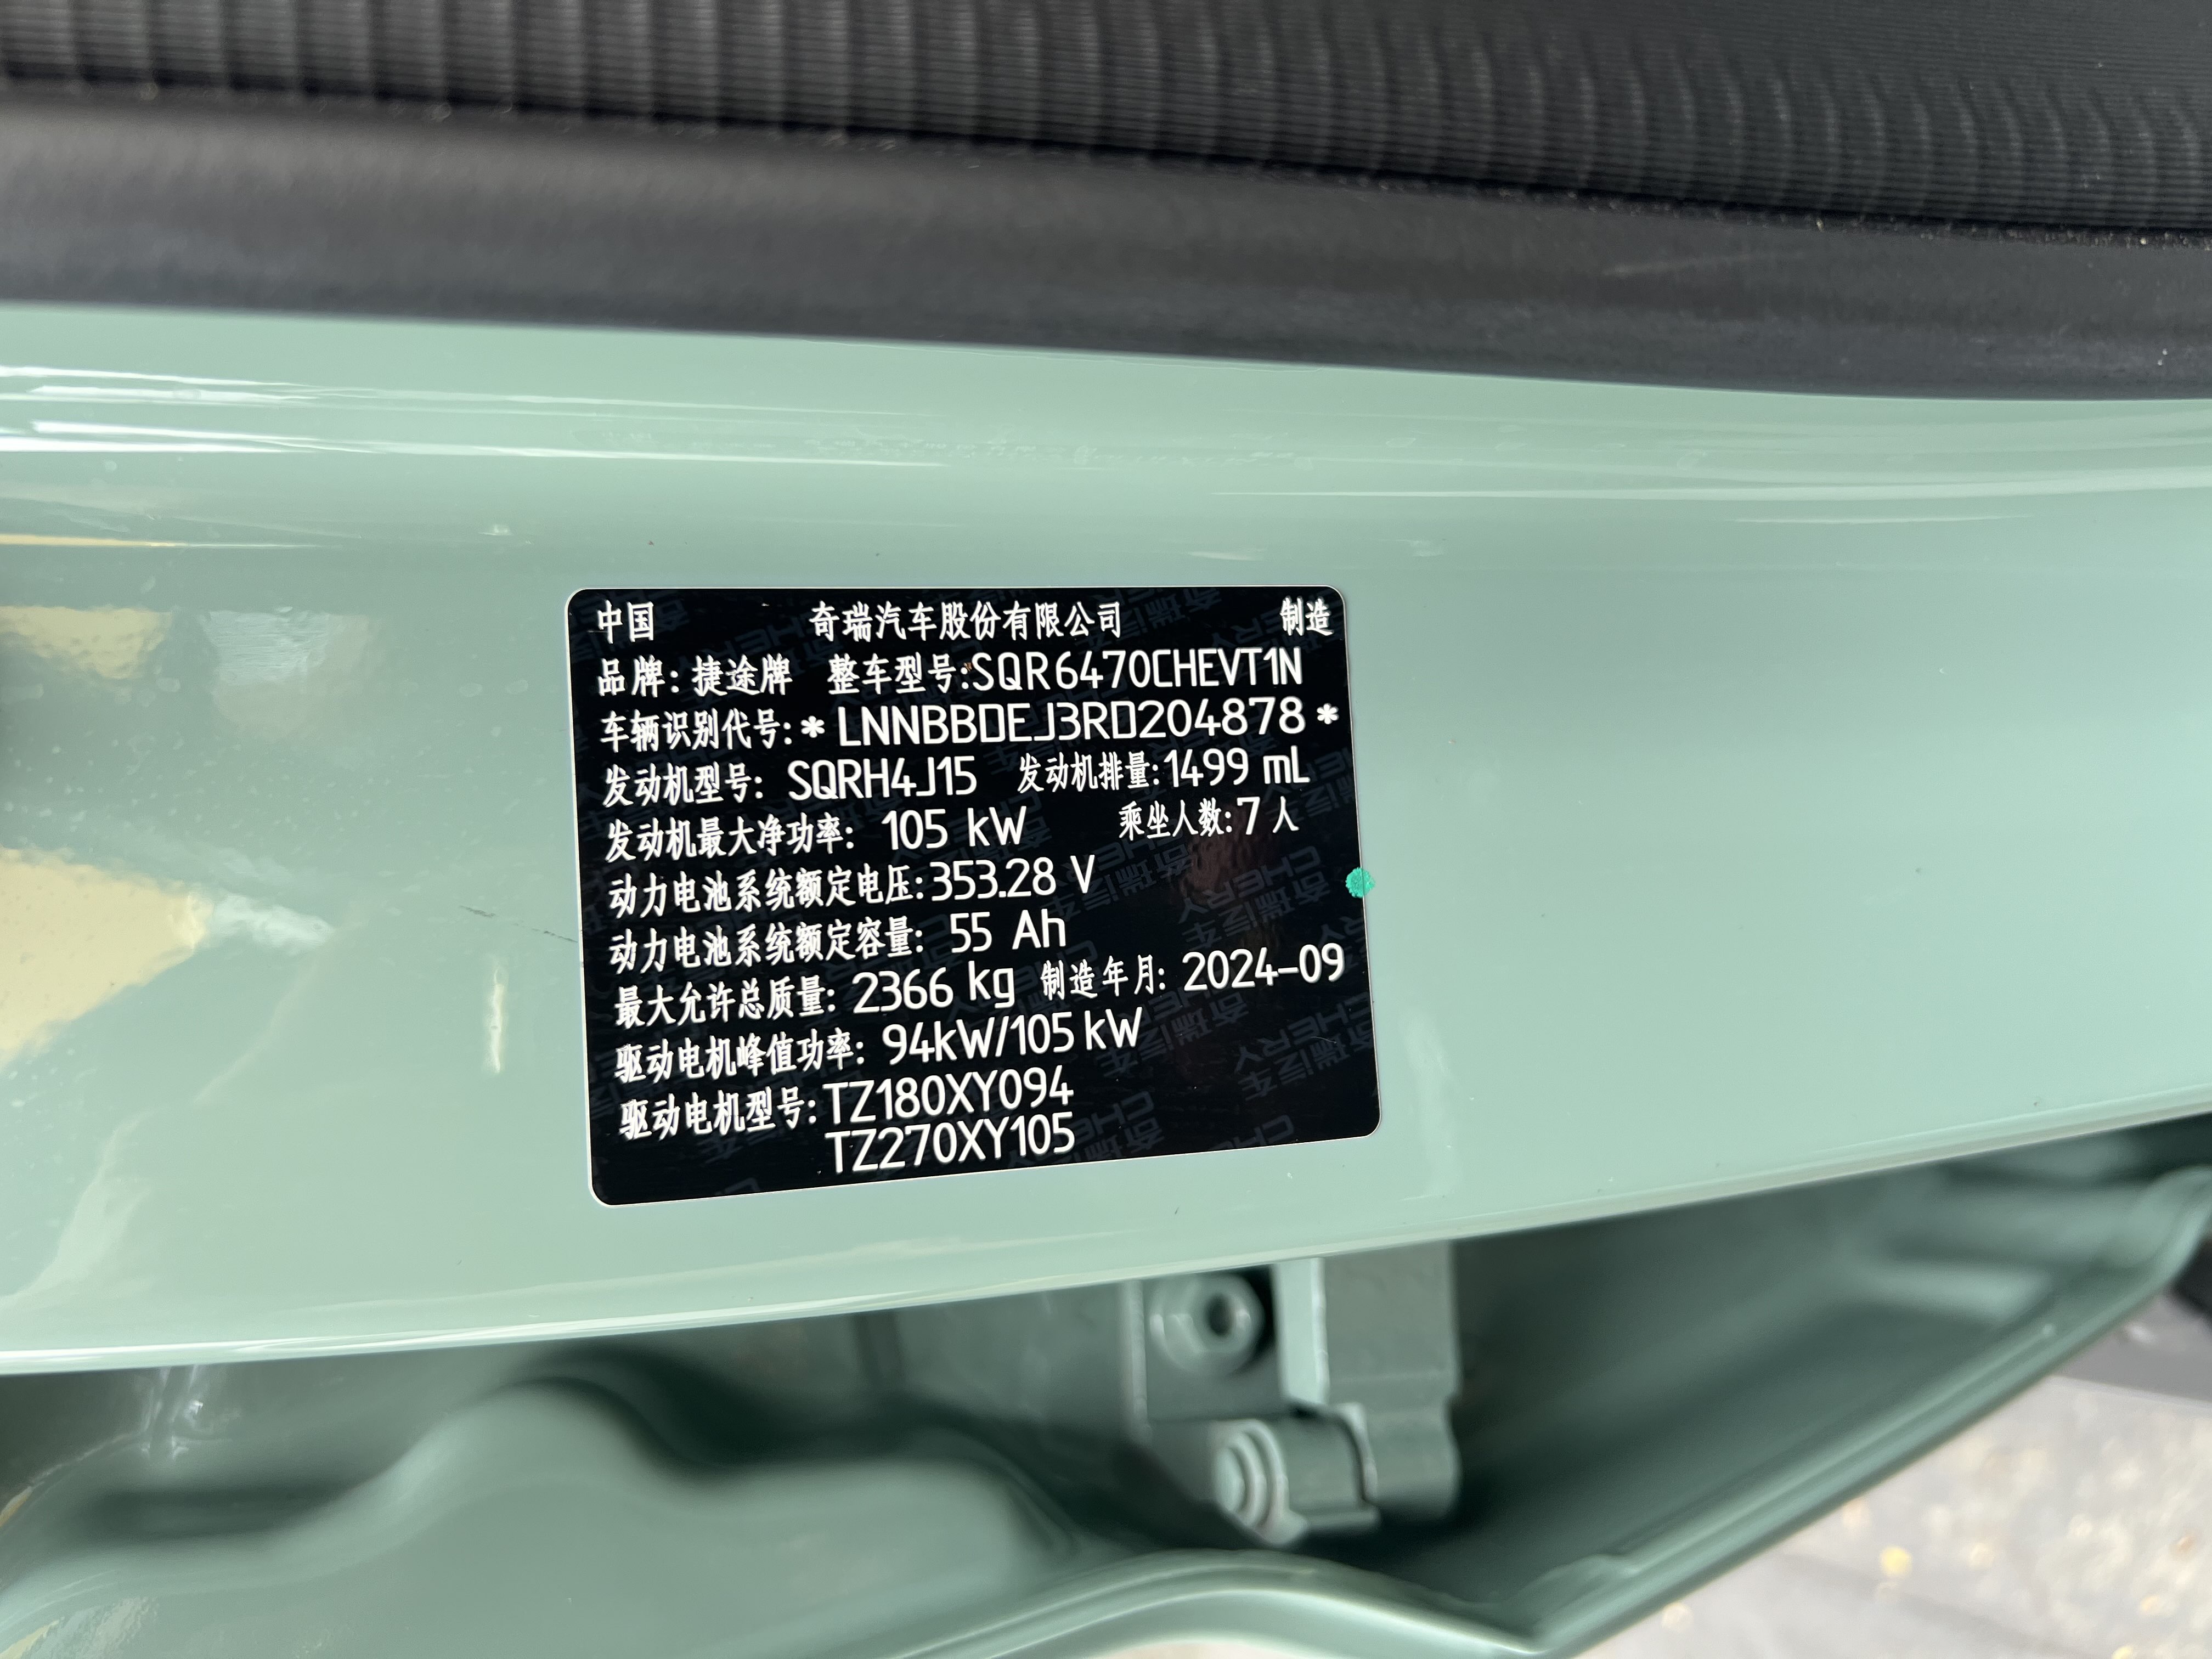 中国 奇瑞汽车股份有限公司 制造
品牌: 捷途牌 整车型号:SQR6470CHEVT1N
车辆识别代号:* LNNBBDEJ3RD204878 *
发动机型号: SQRH4J15 发动机排量:1499 mL
发动机最大净功率: 105 kW 乘坐人数:7 人
动力电池系统额定电压:353.28 V
动力电池系统额定容量: 55 Ah
最大允许总质量: 2366 kg 制造年月: 2024-09
驱动电机峰值功率: 94kW/105 kW
驱动电机型号:TZ180XY094
TZ270XY105